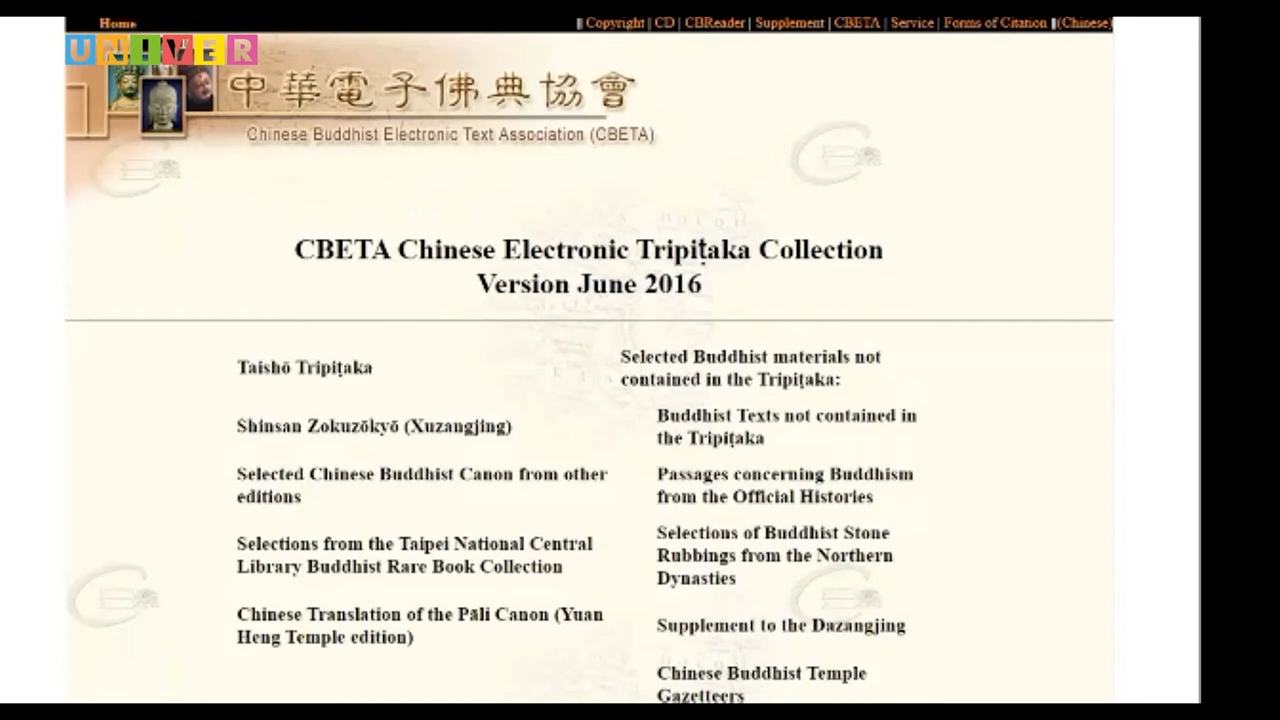 Home
Copyright | CD | CBReader | Supplement | CBETA | Service | Forms of Citation (Chinese)
UNIVER
中華電子佛典協會
Chinese Buddhist Electronic Text Association (CBETA)
CBETA Chinese Electronic Tripiṭaka Collection
Version June 2016
Taishō Tripiṭaka
Shinsan Zokuzōkyō (Xuzangjing)
Selected Chinese Buddhist Canon from other
editions
Selections from the Taipei National Central
Library Buddhist Rare Book Collection
Chinese Translation of the Pāli Canon (Yuan
Heng Temple edition)
Selected Buddhist materials not
contained in the Tripiṭaka:
Buddhist Texts not contained in
the Tripiṭaka
Passages concerning Buddhism
from the Official Histories
Selections of Buddhist Stone
Rubbings from the Northern
Dynasties
Supplement to the Dazangjing
Chinese Buddhist Temple
Gazetteers